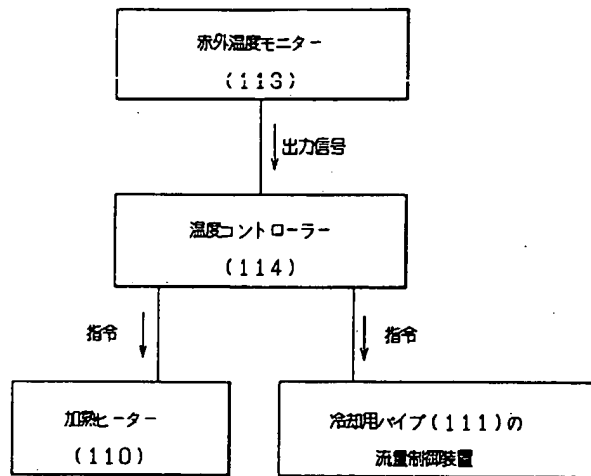 赤外温度モニター
(113)
出力信号
温度コントローラー
(114)
指令
指令
加熱ヒーター
(110)
冷却用パイプ(111)の
流量制御装置